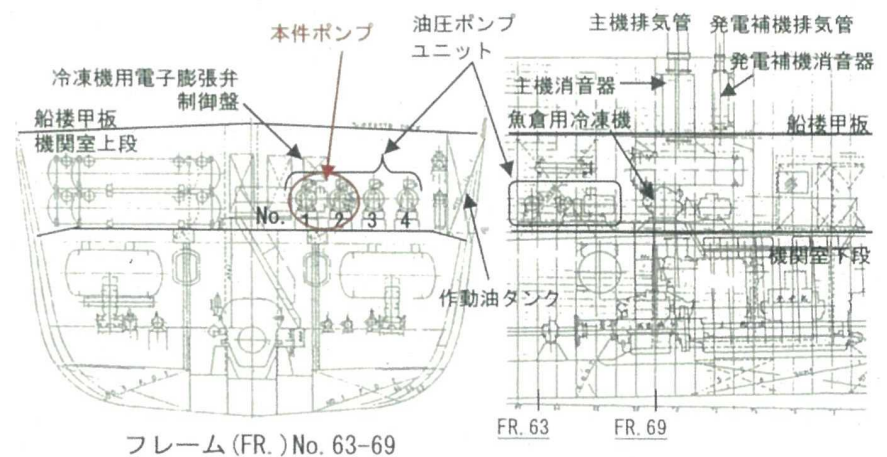 本件ポンプ
油圧ポンプ
ユニット
主機排気管
発電補機排気管
冷凍機用電子膨張弁
制御盤
主機消音器
発電補機消音器
船楼甲板
魚倉用冷凍機
船楼甲板
機関室上段
No. 1 2 3 4
機関室下段
作動油タンク
FR. 63
FR. 69
フレーム(FR.)No. 63-69